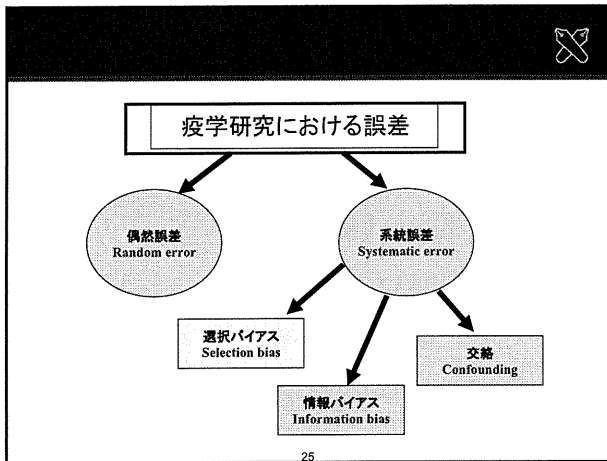 疫学研究における誤差
偶然誤差
Random error
系統誤差
Systematic error
選択バイアス
Selection bias
交絡
Confounding
情報バイアス
Information bias
25